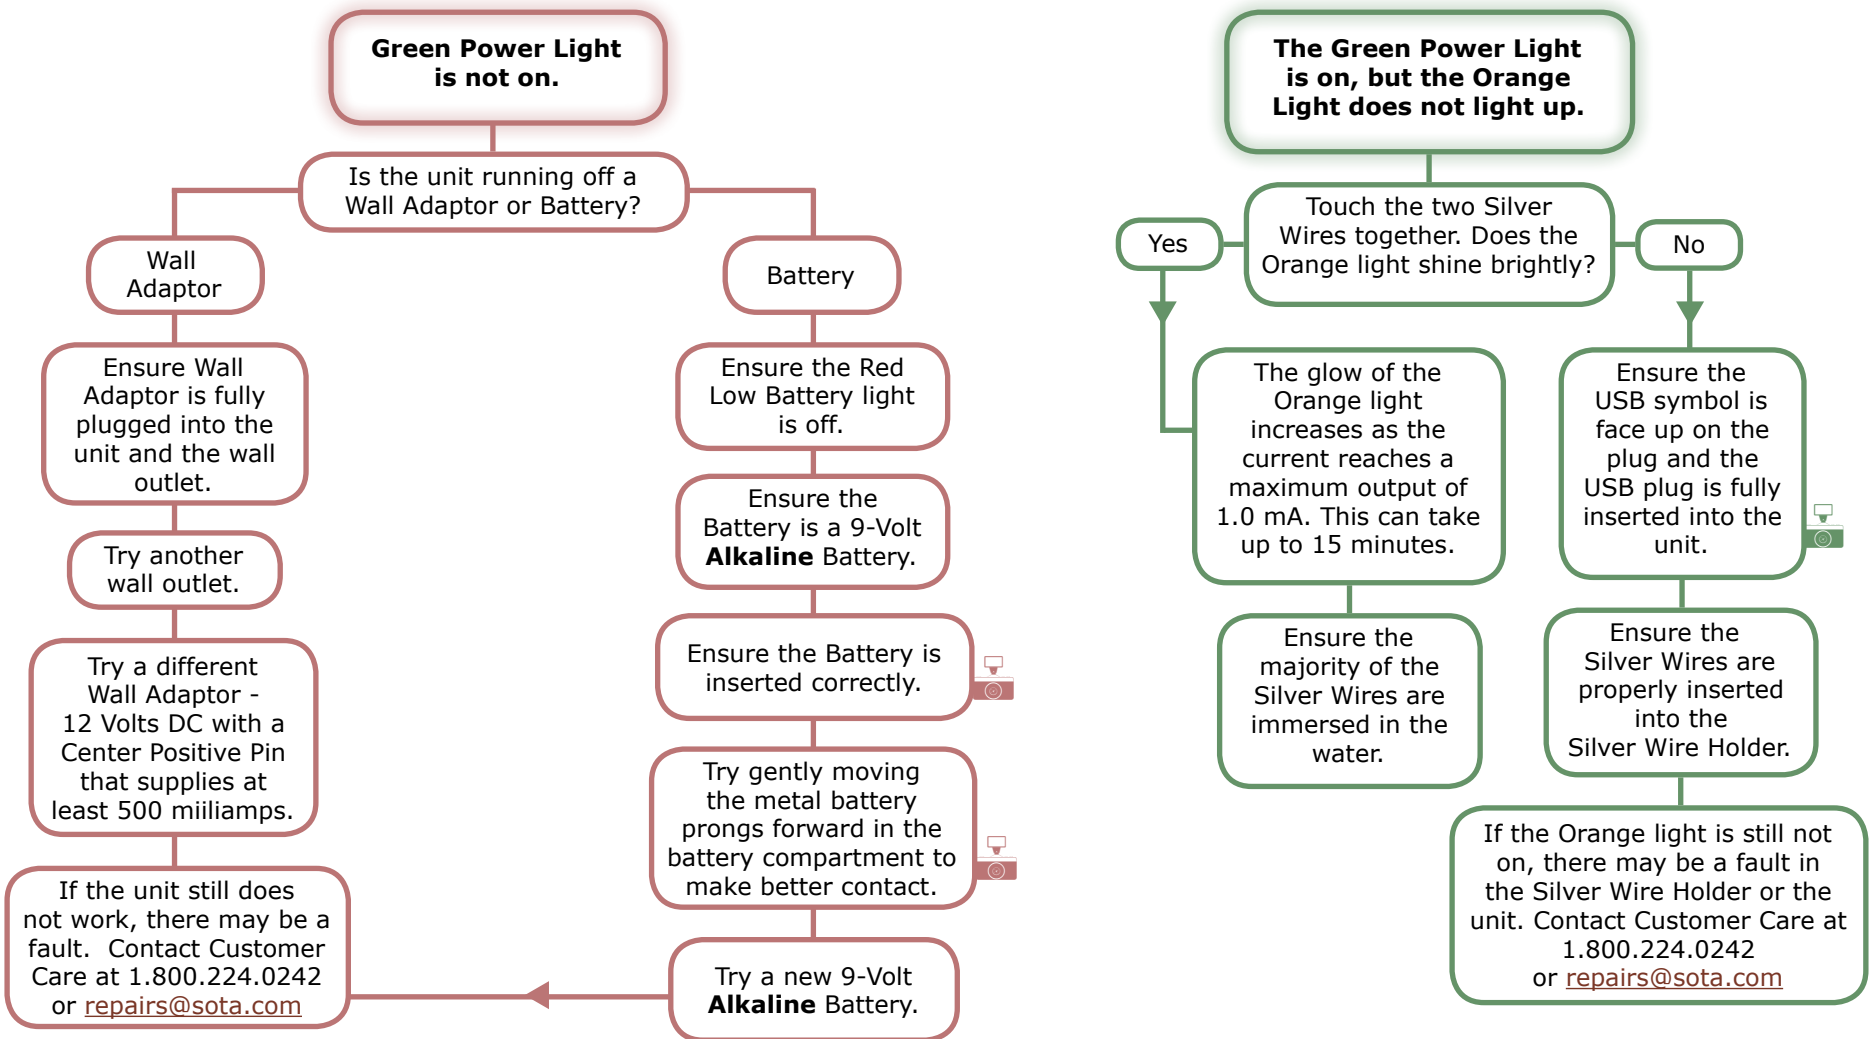 Green Power Light
is not on.
Is the unit running off a
Wall Adaptor or Battery?
Wall
Adaptor
Ensure Wall
Adaptor is fully
plugged into the
unit and the wall
outlet.
Try another
wall outlet.
Try a different
Wall Adaptor -
12 Volts DC with a
Center Positive Pin
that supplies at
least 500 miiliamps.
If the unit still does
not work, there may be a
fault.  Contact Customer
Care at 1.800.224.0242
or repairs@sota.com
Battery
Ensure the Red
Low Battery light
is off.
Ensure the
Battery is a 9-Volt
Alkaline Battery.
Ensure the Battery is
inserted correctly.
Try gently moving
the metal battery
prongs forward in the
battery compartment to
make better contact.
Try a new 9-Volt
Alkaline Battery.
The Green Power Light
is on, but the Orange
Light does not light up.
Touch the two Silver
Wires together. Does the
Orange light shine brightly?
Yes
The glow of the
Orange light
increases as the
current reaches a
maximum output of
1.0 mA. This can take
up to 15 minutes.
Ensure the
majority of the
Silver Wires are
immersed in the
water.
No
Ensure the
USB symbol is
face up on the
plug and the
USB plug is fully
inserted into the
unit.
Ensure the
Silver Wires are
properly inserted
into the
Silver Wire Holder.
If the Orange light is still not
on, there may be a fault in
the Silver Wire Holder or the
unit. Contact Customer Care at
1.800.224.0242
or repairs@sota.com